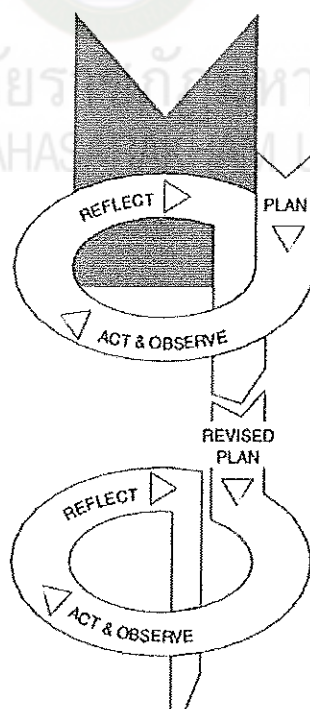 REFLECT
PLAN
ACT & OBSERVE
REVISED
PLAN
REFLECT
ACT & OBSERVE